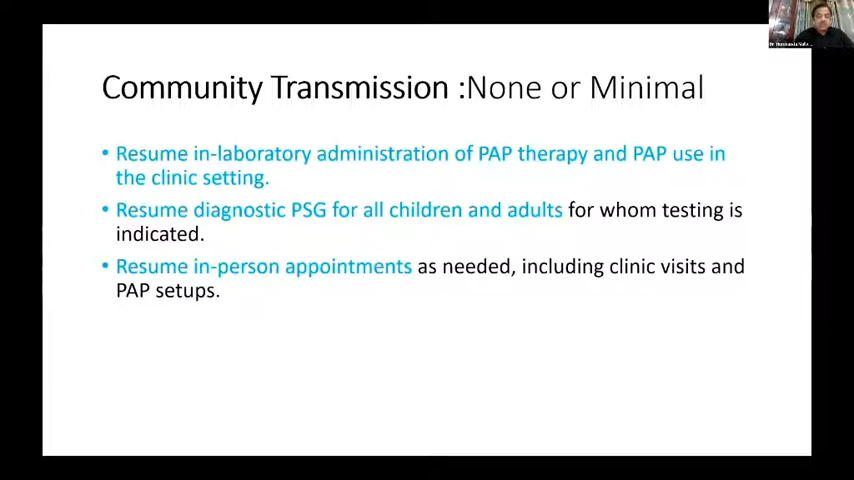 Community Transmission :None or Minimal
• Resume in-laboratory administration of PAP therapy and PAP use in
the clinic setting.
• Resume diagnostic PSG for all children and adults for whom testing is
indicated.
• Resume in-person appointments as needed, including clinic visits and
PAP setups.